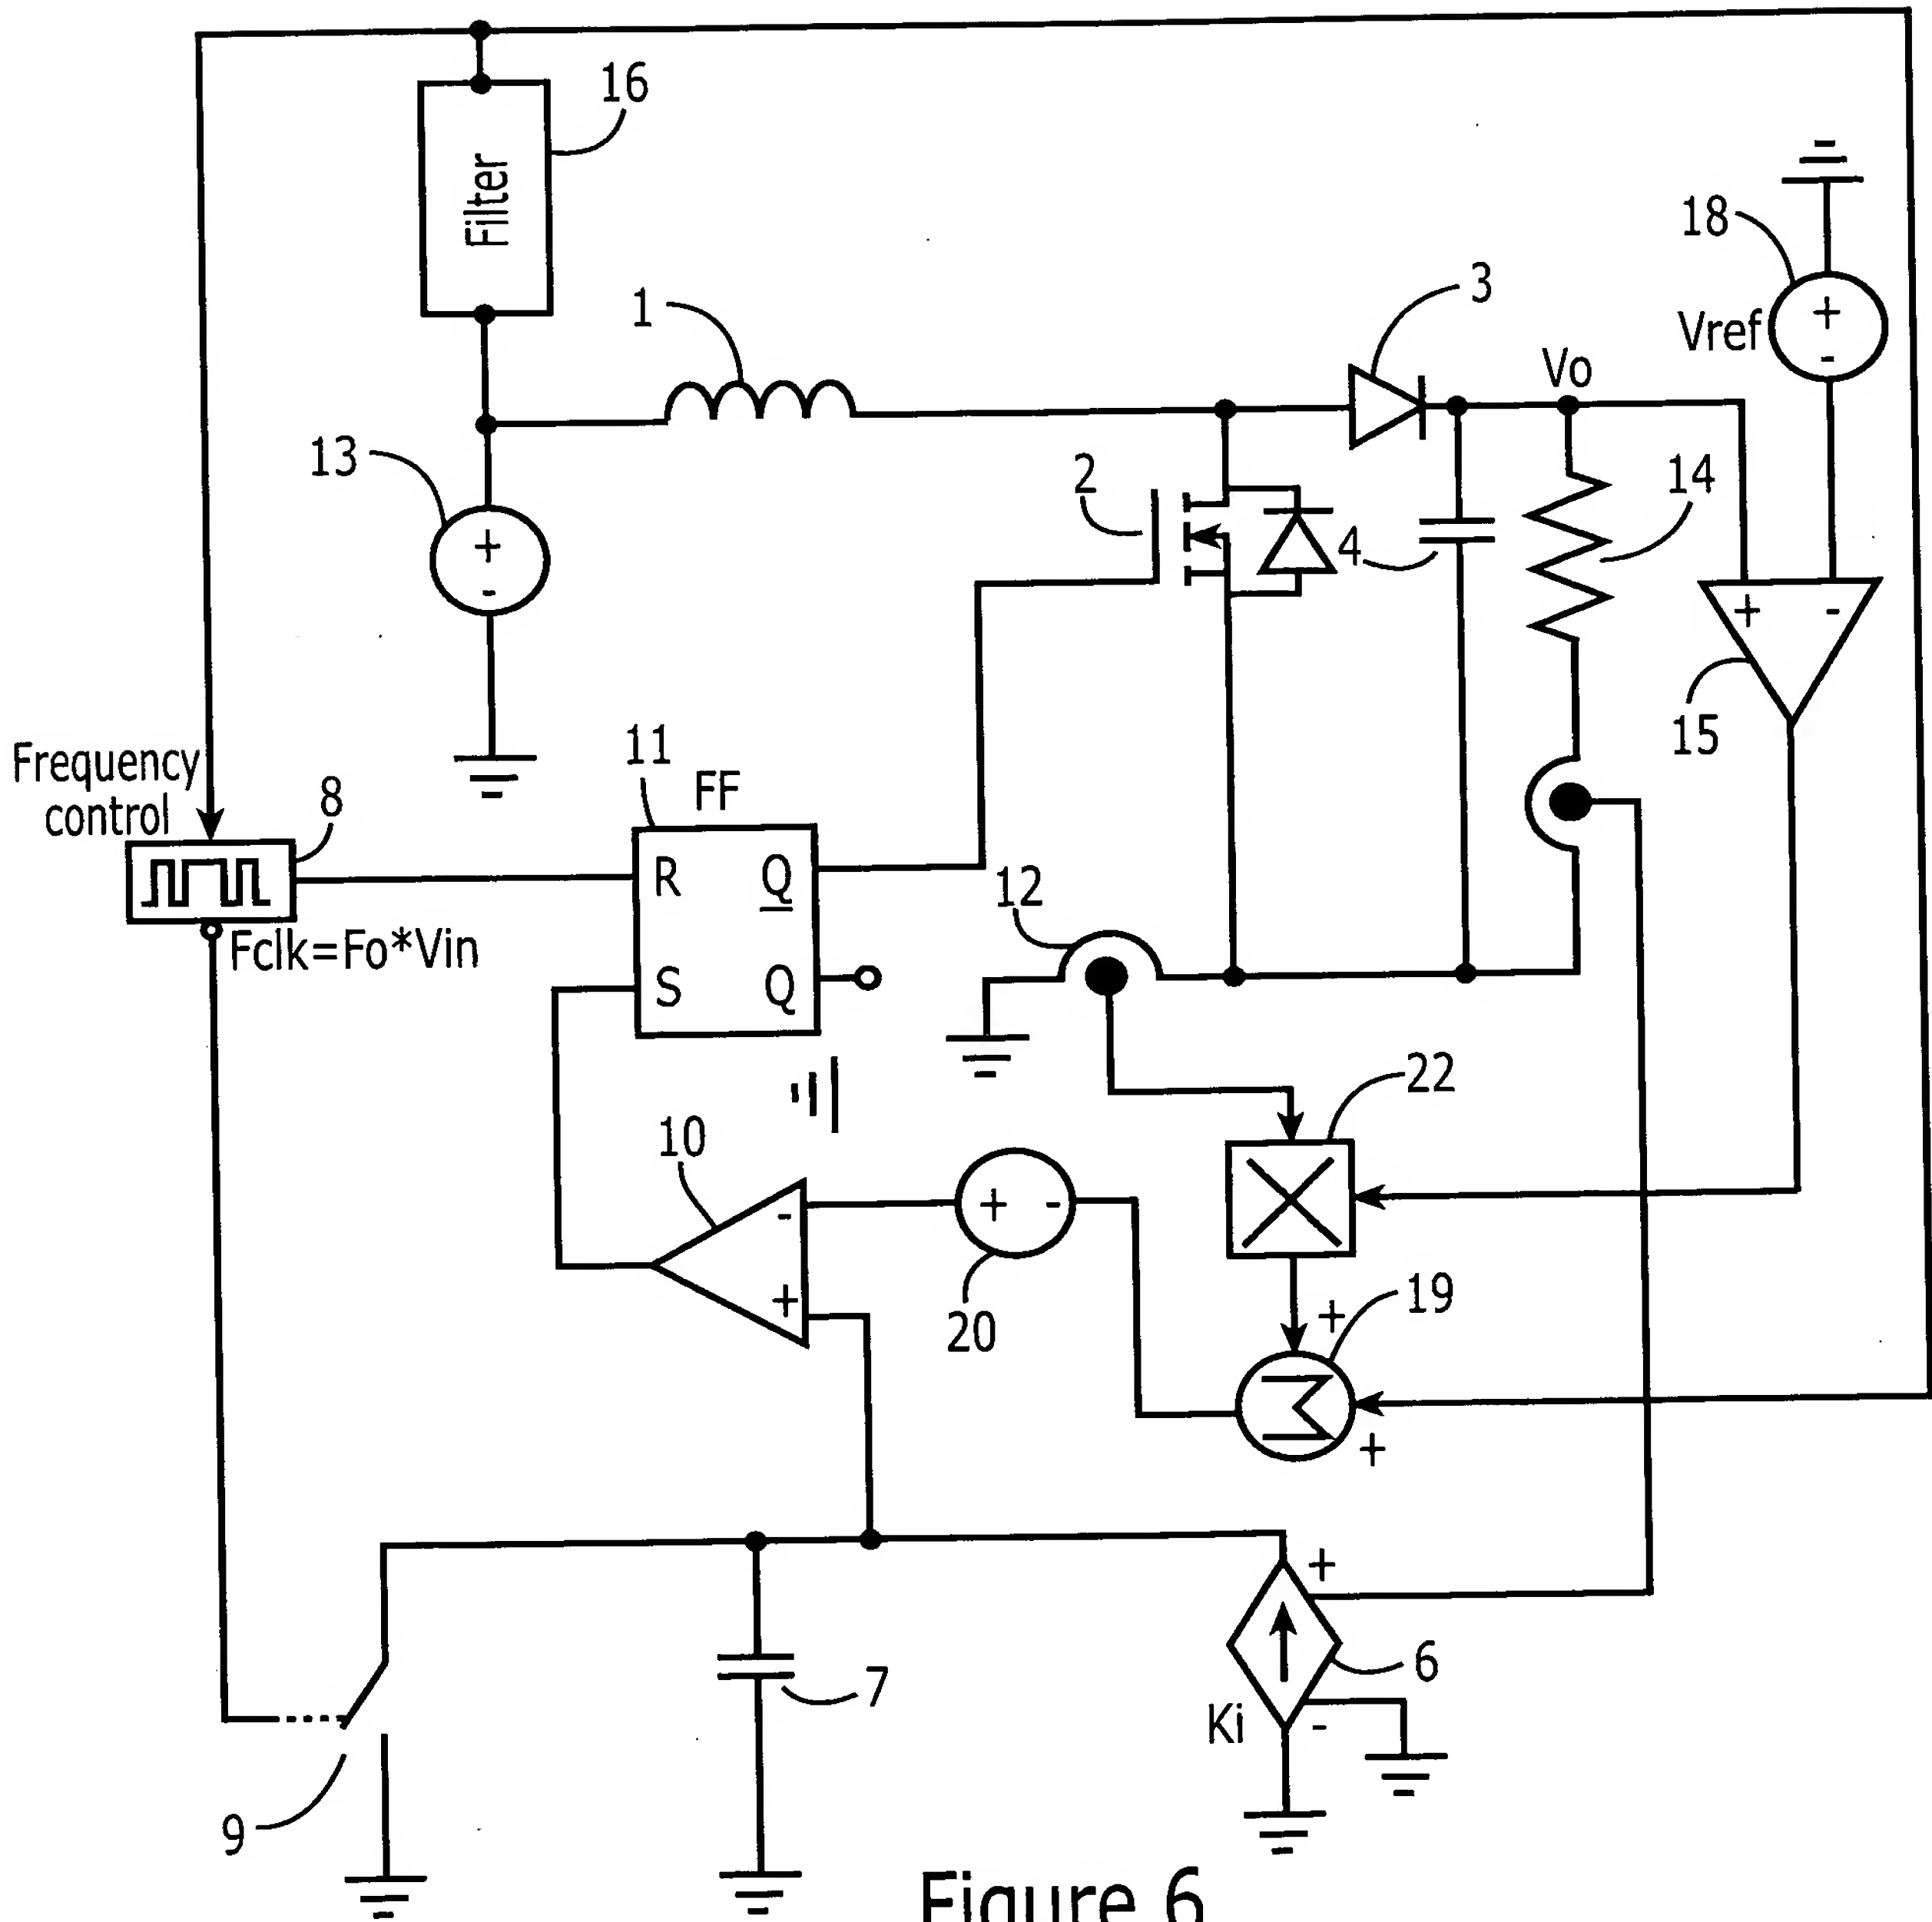 16
Filter
18
+
-
Vref
3
1
Vo
13
+
-
2
4
14
+ -
15
Frequency
control
8
11
FF
R Q
S Q
12
Fclk=Fo*Vin
22
10
-
+
+ -
20
+
19
Σ
+
+
6
Ki
-
7
9
Figure 6